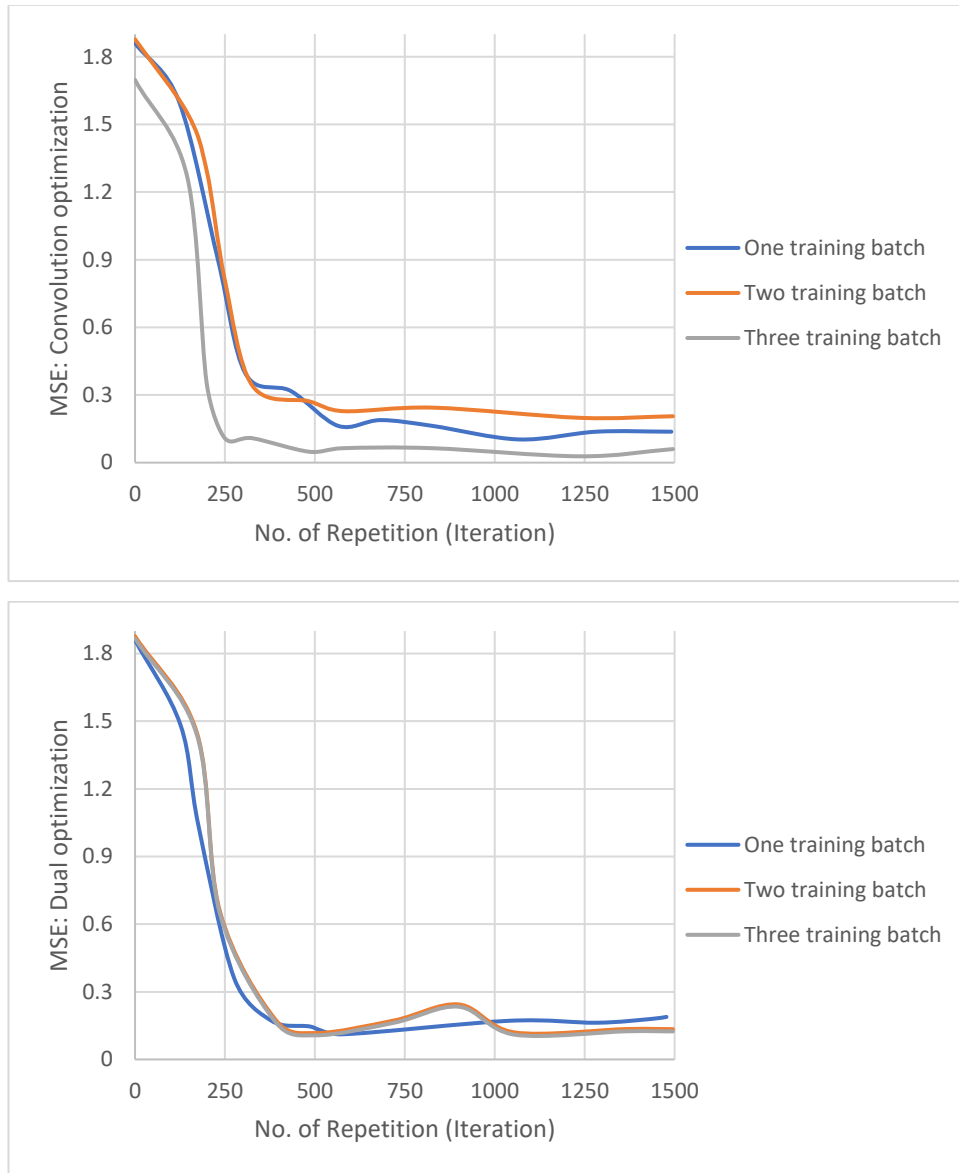 MSE: Convolution optimization
1.8
1.5
1.2
0.9
0.6
0.3
0
0 250 500 750 1000 1250 1500
No. of Repetition (Iteration)
One training batch
Two training batch
Three training batch
MSE: Dual optimization
1.8
1.5
1.2
0.9
0.6
0.3
0
0 250 500 750 1000 1250 1500
No. of Repetition (Iteration)
One training batch
Two training batch
Three training batch